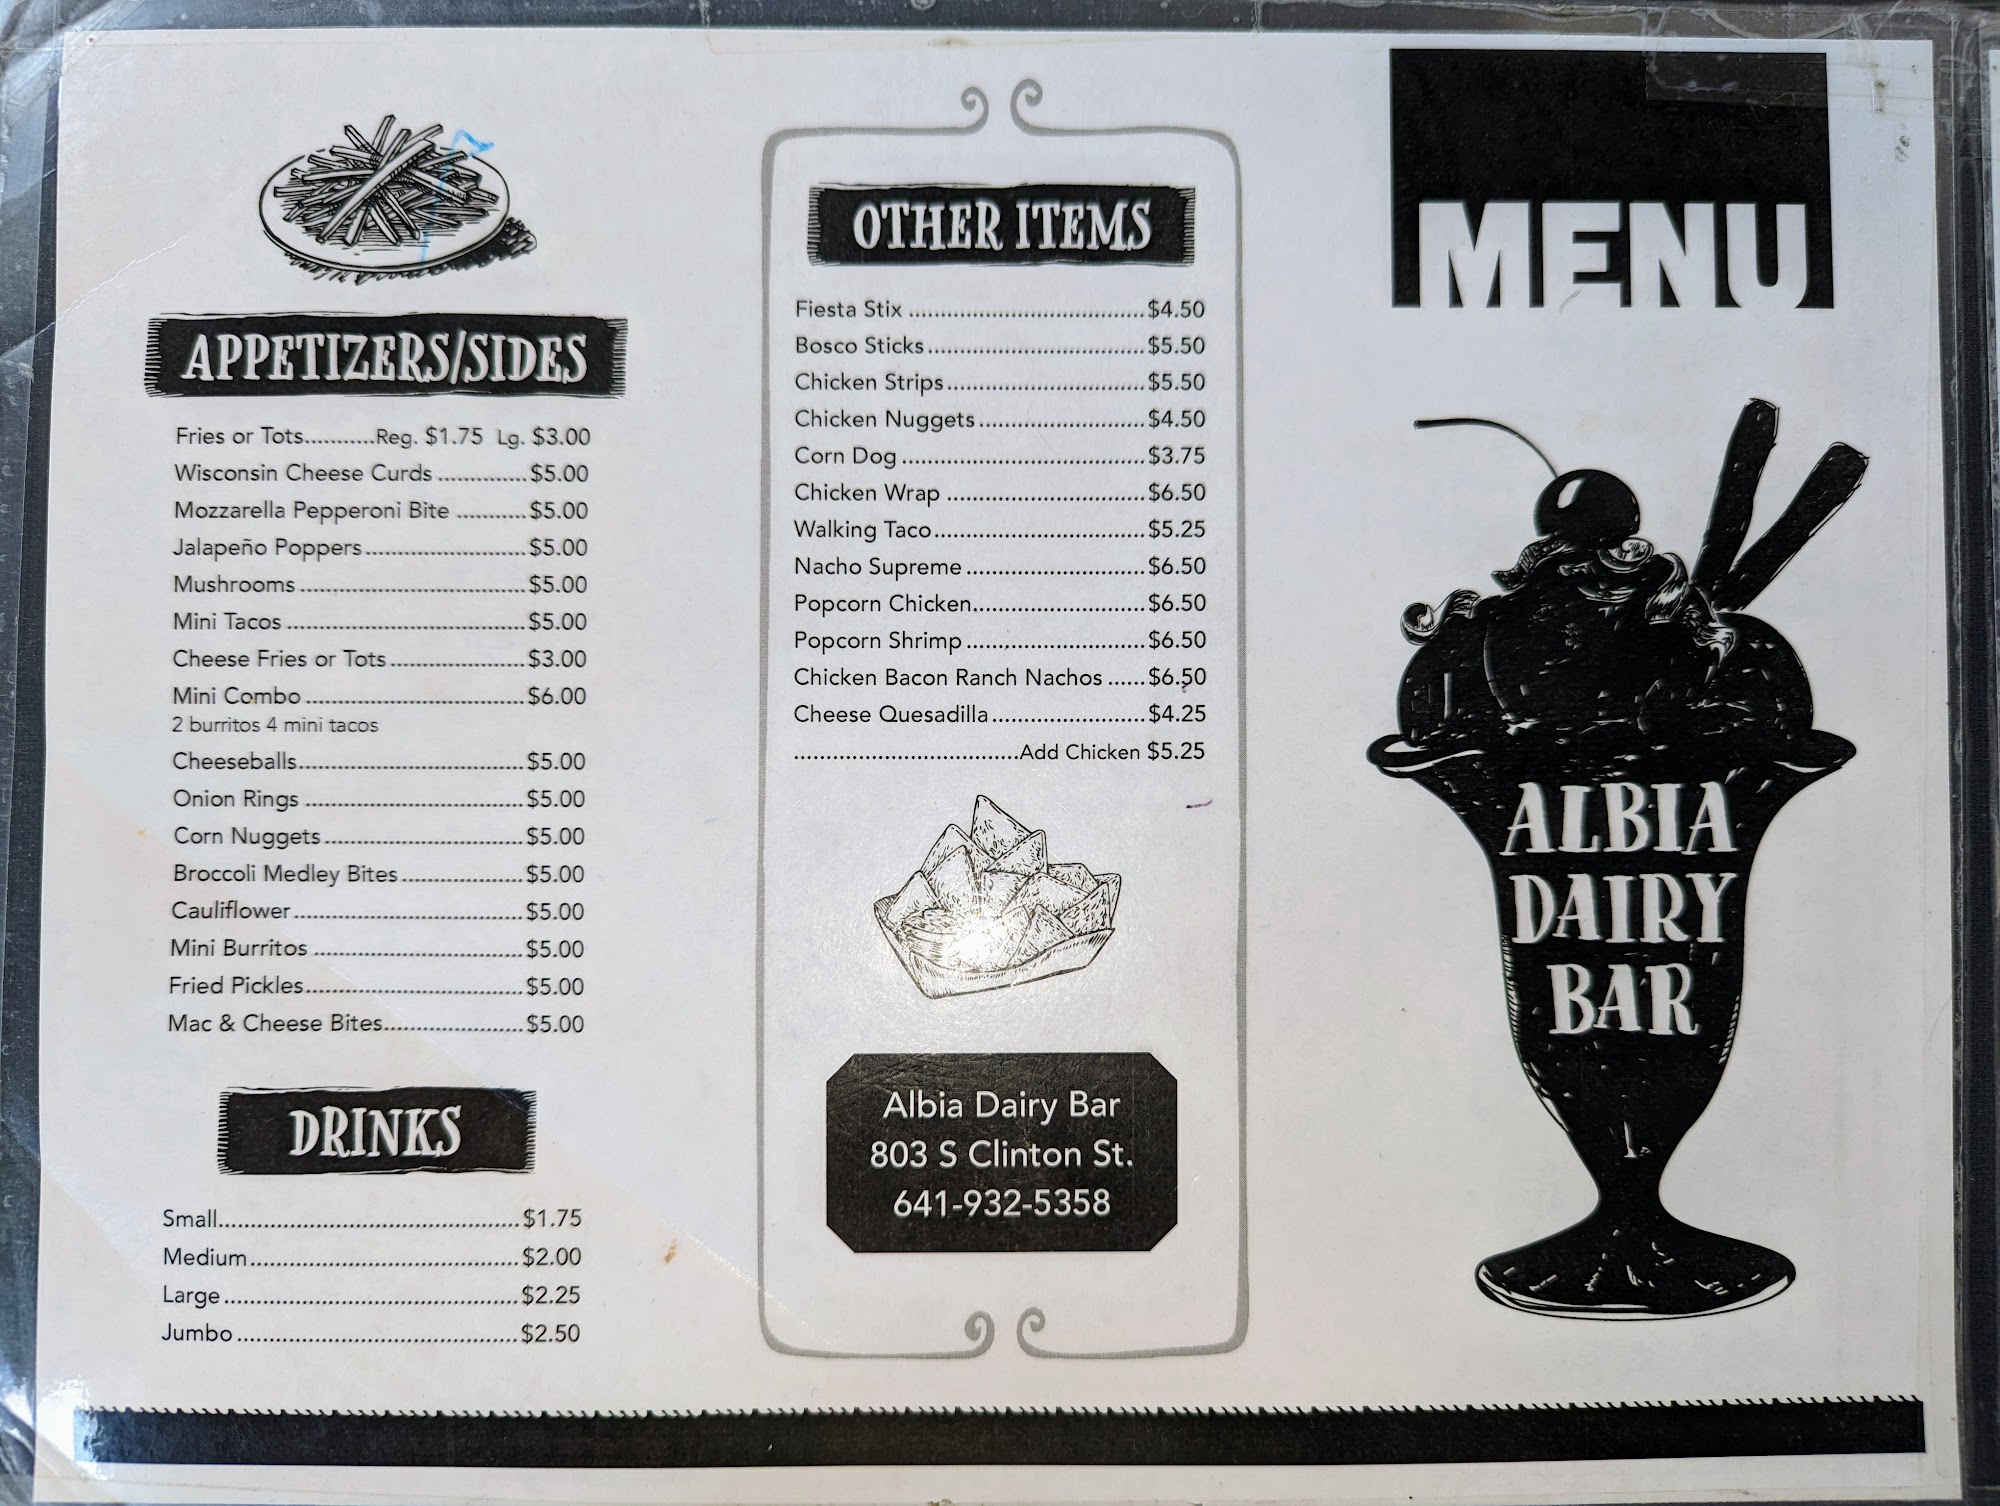 APPETIZERS/SIDES
Fries or Tots...........Reg. $1.75 Lg. $3.00
Wisconsin Cheese Curds ..............$5.00
Mozzarella Pepperoni Bite ...........$5.00
Jalapeño Poppers.........................$5.00
Mushrooms...................................$5.00
Mini Tacos.....................................$5.00
Cheese Fries or Tots.....................$3.00
Mini Combo..................................$6.00
2 burritos 4 mini tacos
Cheeseballs...................................$5.00
Onion Rings..................................$5.00
Corn Nuggets...............................$5.00
Broccoli Medley Bites...................$5.00
Cauliflower....................................$5.00
Mini Burritos.................................$5.00
Fried Pickles..................................$5.00
Mac & Cheese Bites......................$5.00
DRINKS
Small..............................................$1.75
Medium..........................................$2.00
Large..............................................$2.25
Jumbo............................................$2.50
OTHER ITEMS
Fiesta Stix....................................$4.50
Bosco Sticks.................................$5.50
Chicken Strips..............................$5.50
Chicken Nuggets.........................$4.50
Corn Dog.....................................$3.75
Chicken Wrap..............................$6.50
Walking Taco................................$5.25
Nacho Supreme...........................$6.50
Popcorn Chicken..........................$6.50
Popcorn Shrimp...........................$6.50
Chicken Bacon Ranch Nachos......$6.50
Cheese Quesadilla.......................$4.25
..................................Add Chicken $5.25
Albia Dairy Bar
803 S Clinton St.
641-932-5358
MENU
ALBIA
DAIRY
BAR